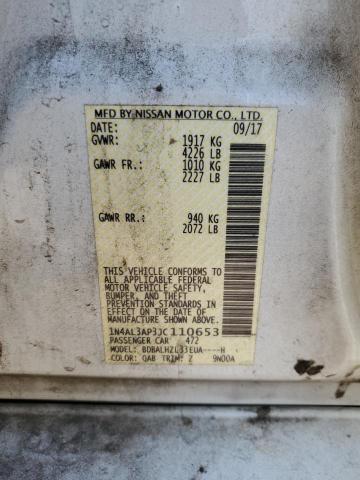 MFD BY NISSAN MOTOR CO., LTD.
DATE: 09/17
GVWR: 1917 KG
4226 LB
GAWR FR.: 1010 KG
2227 LB
GAWR RR.: 940 KG
2072 LB
THIS VEHICLE CONFORMS TO
ALL APPLICABLE FEDERAL
MOTOR VEHICLE SAFETY,
BUMPER, AND THEFT
PREVENTION STANDARDS IN
EFFECT ON THE DATE OF
MANUFACTURE SHOWN ABOVE.
1N4AL3AP3JC110653
PASSENGER CAR 472
MODEL: BDBALHZL33EUA----H
COLOR: QAB TRIM: Z 9N00A